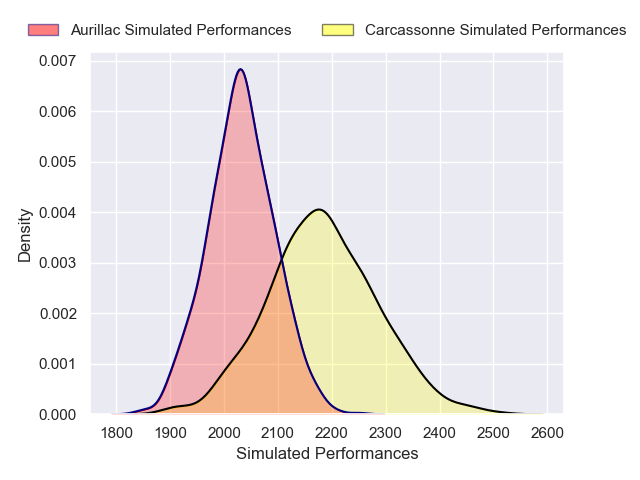 Aurillac Simulated Performances
Carcassonne Simulated Performances
0.007
0.006
0.005
0.004
0.003
0.002
0.001
0.000
Density
1800 1900 2000 2100 2200 2300 2400 2500 2600
Simulated Performances